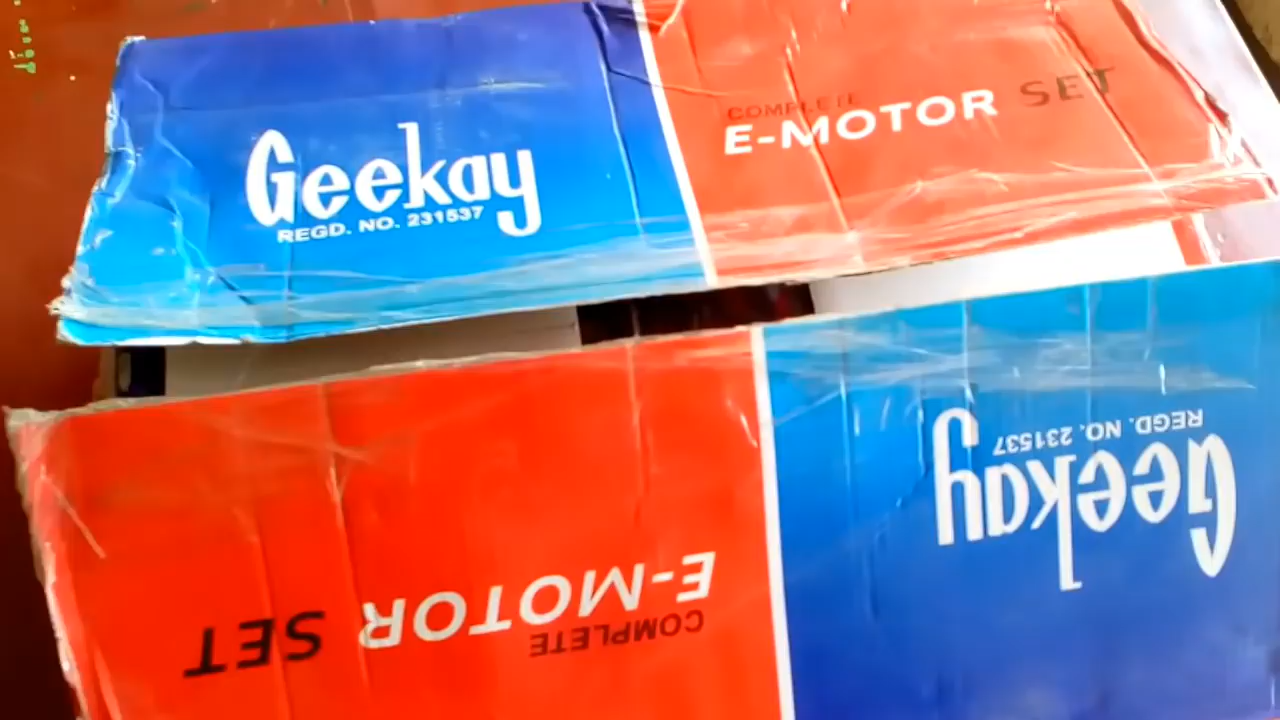 Geekay
REGD. NO. 231537
COMPLETE
E-MOTOR SET
Geekay
REGD. NO. 231537
COMPLETE
E-MOTOR SET